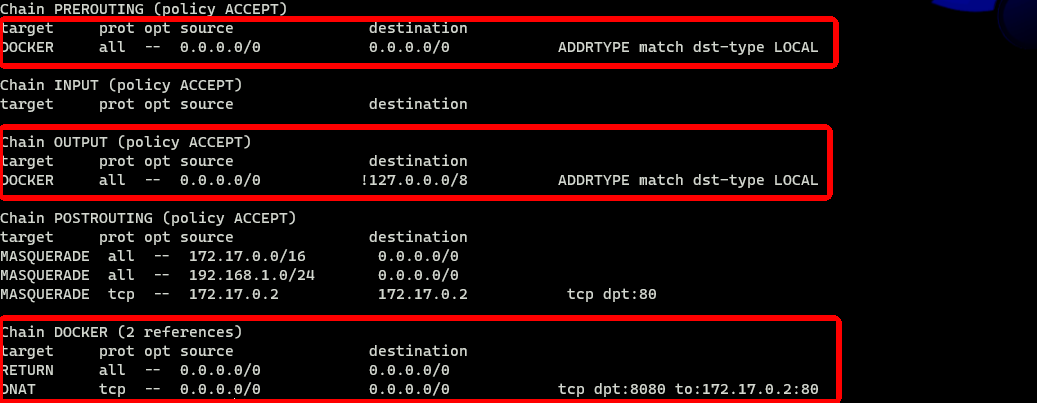 Chain PREROUTING (policy ACCEPT)
target     prot opt source               destination
DOCKER     all  --  0.0.0.0/0            0.0.0.0/0            ADDRTYPE match dst-type LOCAL
Chain INPUT (policy ACCEPT)
target     prot opt source               destination
Chain OUTPUT (policy ACCEPT)
target     prot opt source               destination
DOCKER     all  --  0.0.0.0/0           !127.0.0.0/8          ADDRTYPE match dst-type LOCAL
Chain POSTROUTING (policy ACCEPT)
target     prot opt source               destination
MASQUERADE  all  --  172.17.0.0/16        0.0.0.0/0
MASQUERADE  all  --  192.168.1.0/24       0.0.0.0/0
MASQUERADE  tcp  --  172.17.0.2           172.17.0.2           tcp dpt:80
Chain DOCKER (2 references)
target     prot opt source               destination
RETURN     all  --  0.0.0.0/0            0.0.0.0/0
DNAT       tcp  --  0.0.0.0/0            0.0.0.0/0            tcp dpt:8080 to:172.17.0.2:80